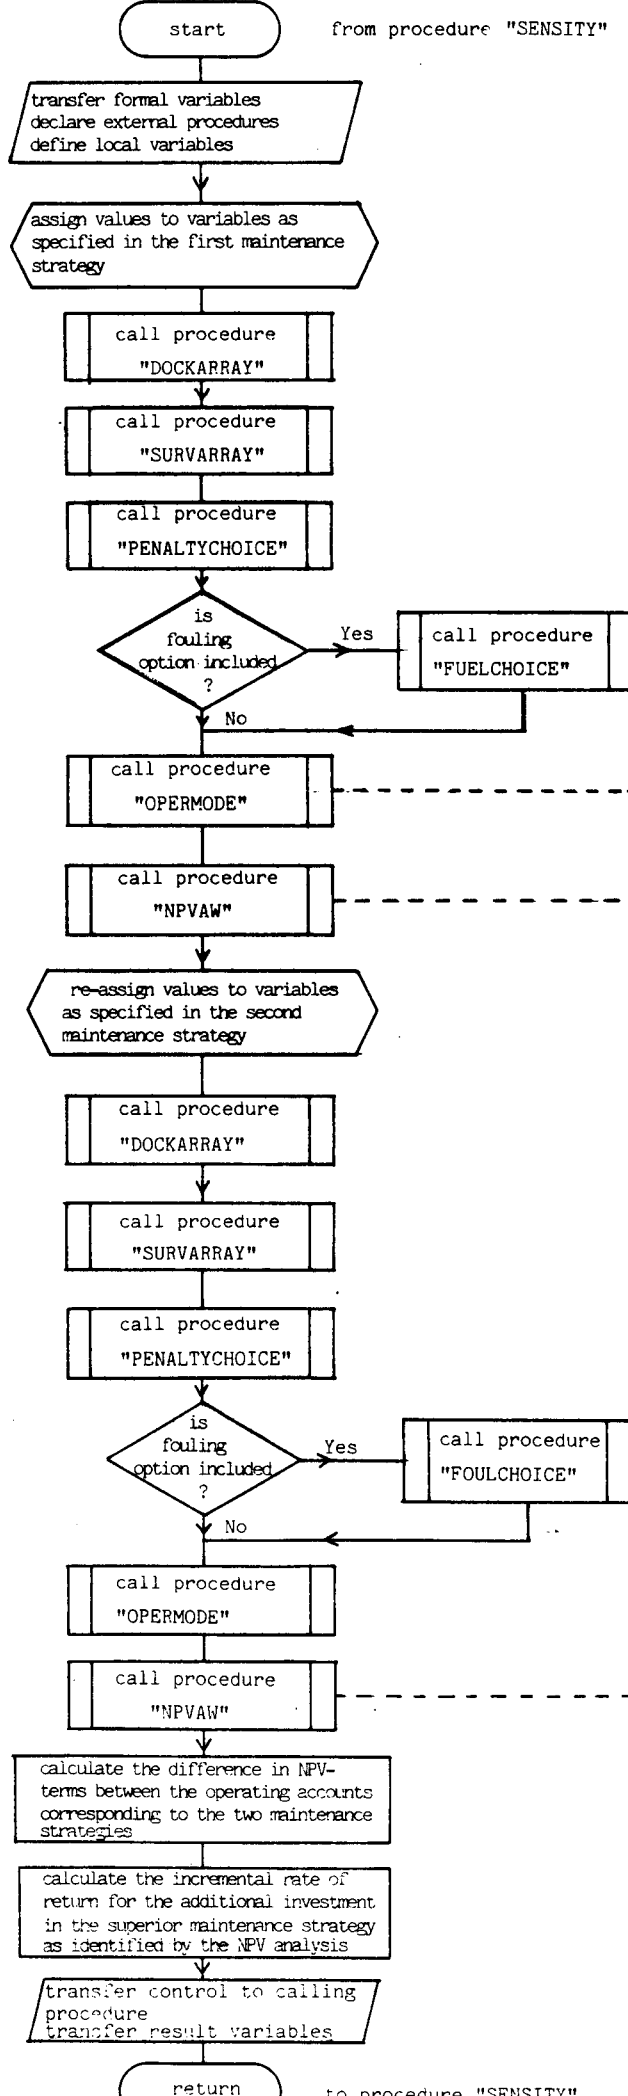 start
from procedure "SENSITY"
transfer formal variables
declare external procedures
define local variables
assign values to variables as
specified in the first maintenance
strategy
call procedure
"DOCKARRAY"
call procedure
"SURVARRAY"
call procedure
"PENALTYCHOICE"
is
fouling
option included
?
Yes
call procedure
"FUELCHOICE"
No
call procedure
"OPERMODE"
call procedure
"NPVAW"
re-assign values to variables
as specified in the second
maintenance strategy
call procedure
"DOCKARRAY"
call procedure
"SURVARRAY"
call procedure
"PENALTYCHOICE"
is
fouling
option included
?
Yes
call procedure
"FOULCHOICE"
No
call procedure
"OPERMODE"
call procedure
"NPVAW"
calculate the difference in NPV-
terms between the operating accounts
corresponding to the two maintenance
strategies
calculate the incremental rate of
return for the additional investment
in the superior maintenance strategy
as identified by the NPV analysis
transfer control to calling
procedure
transfer result variables
return
to procedure "SENSITY"